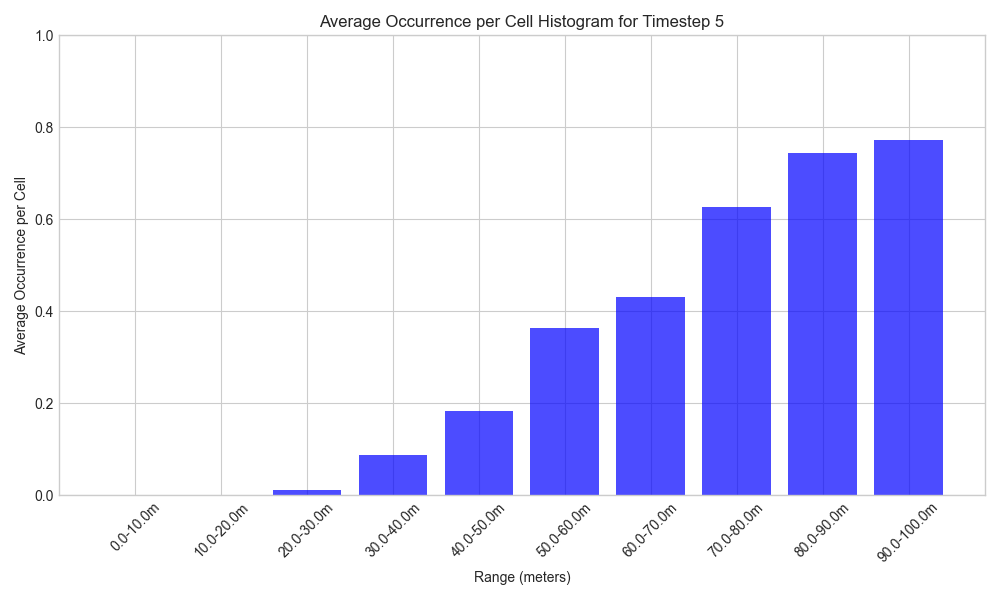 Average Occurrence per Cell Histogram for Timestep 5
1.0
0.8
0.6
0.4
0.2
0.0
Average Occurrence per Cell
0.0-10.0m
10.0-20.0m
20.0-30.0m
30.0-40.0m
40.0-50.0m
50.0-60.0m
60.0-70.0m
70.0-80.0m
80.0-90.0m
90.0-100.0m
Range (meters)